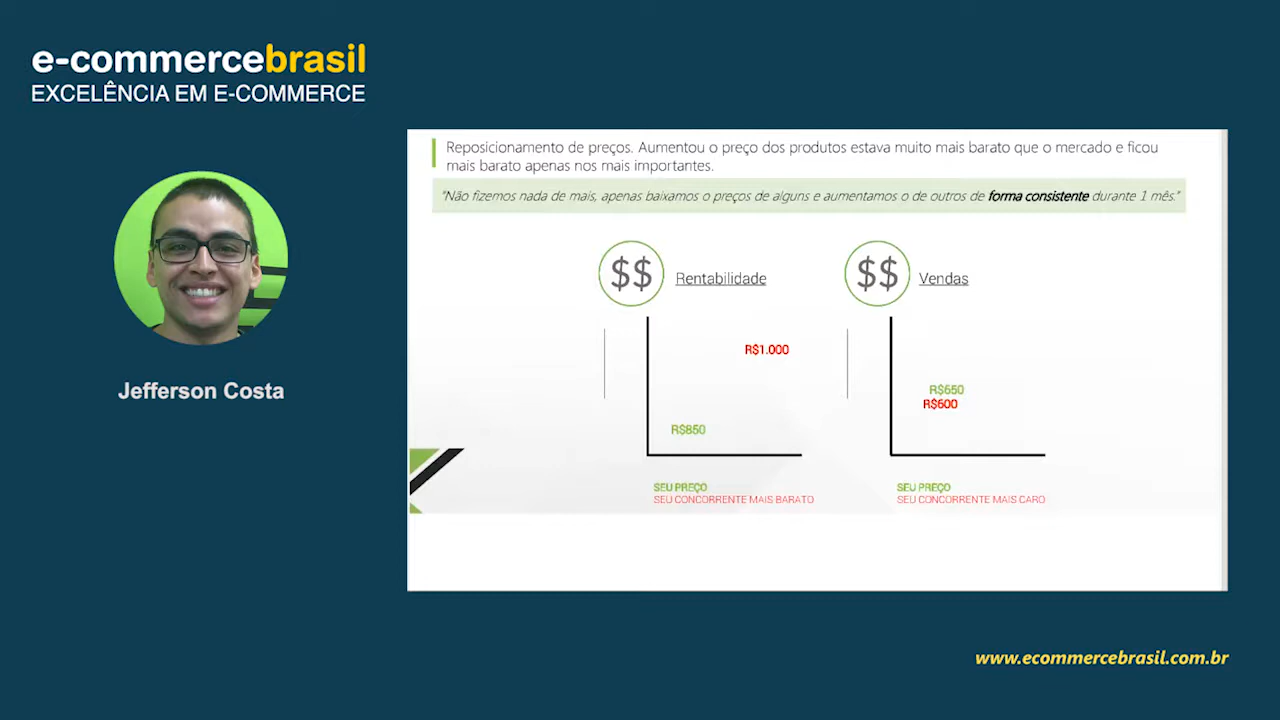 e-commercebrasil
EXCELÊNCIA EM E-COMMERCE
Jefferson Costa
Reposicionamento de preços. Aumentou o preço dos produtos estava muito mais barato que o mercado e ficou
mais barato apenas nos mais importantes.
"Não fizemos nada de mais, apenas baixamos o preços de alguns e aumentamos o de outros de forma consistente durante 1 mês."
$$ Rentabilidade
R$1.000
R$850
SEU PREÇO
SEU CONCORRENTE MAIS BARATO
$$ Vendas
R$650
R$600
SEU PREÇO
SEU CONCORRENTE MAIS CARO
www.ecommercebrasil.com.br